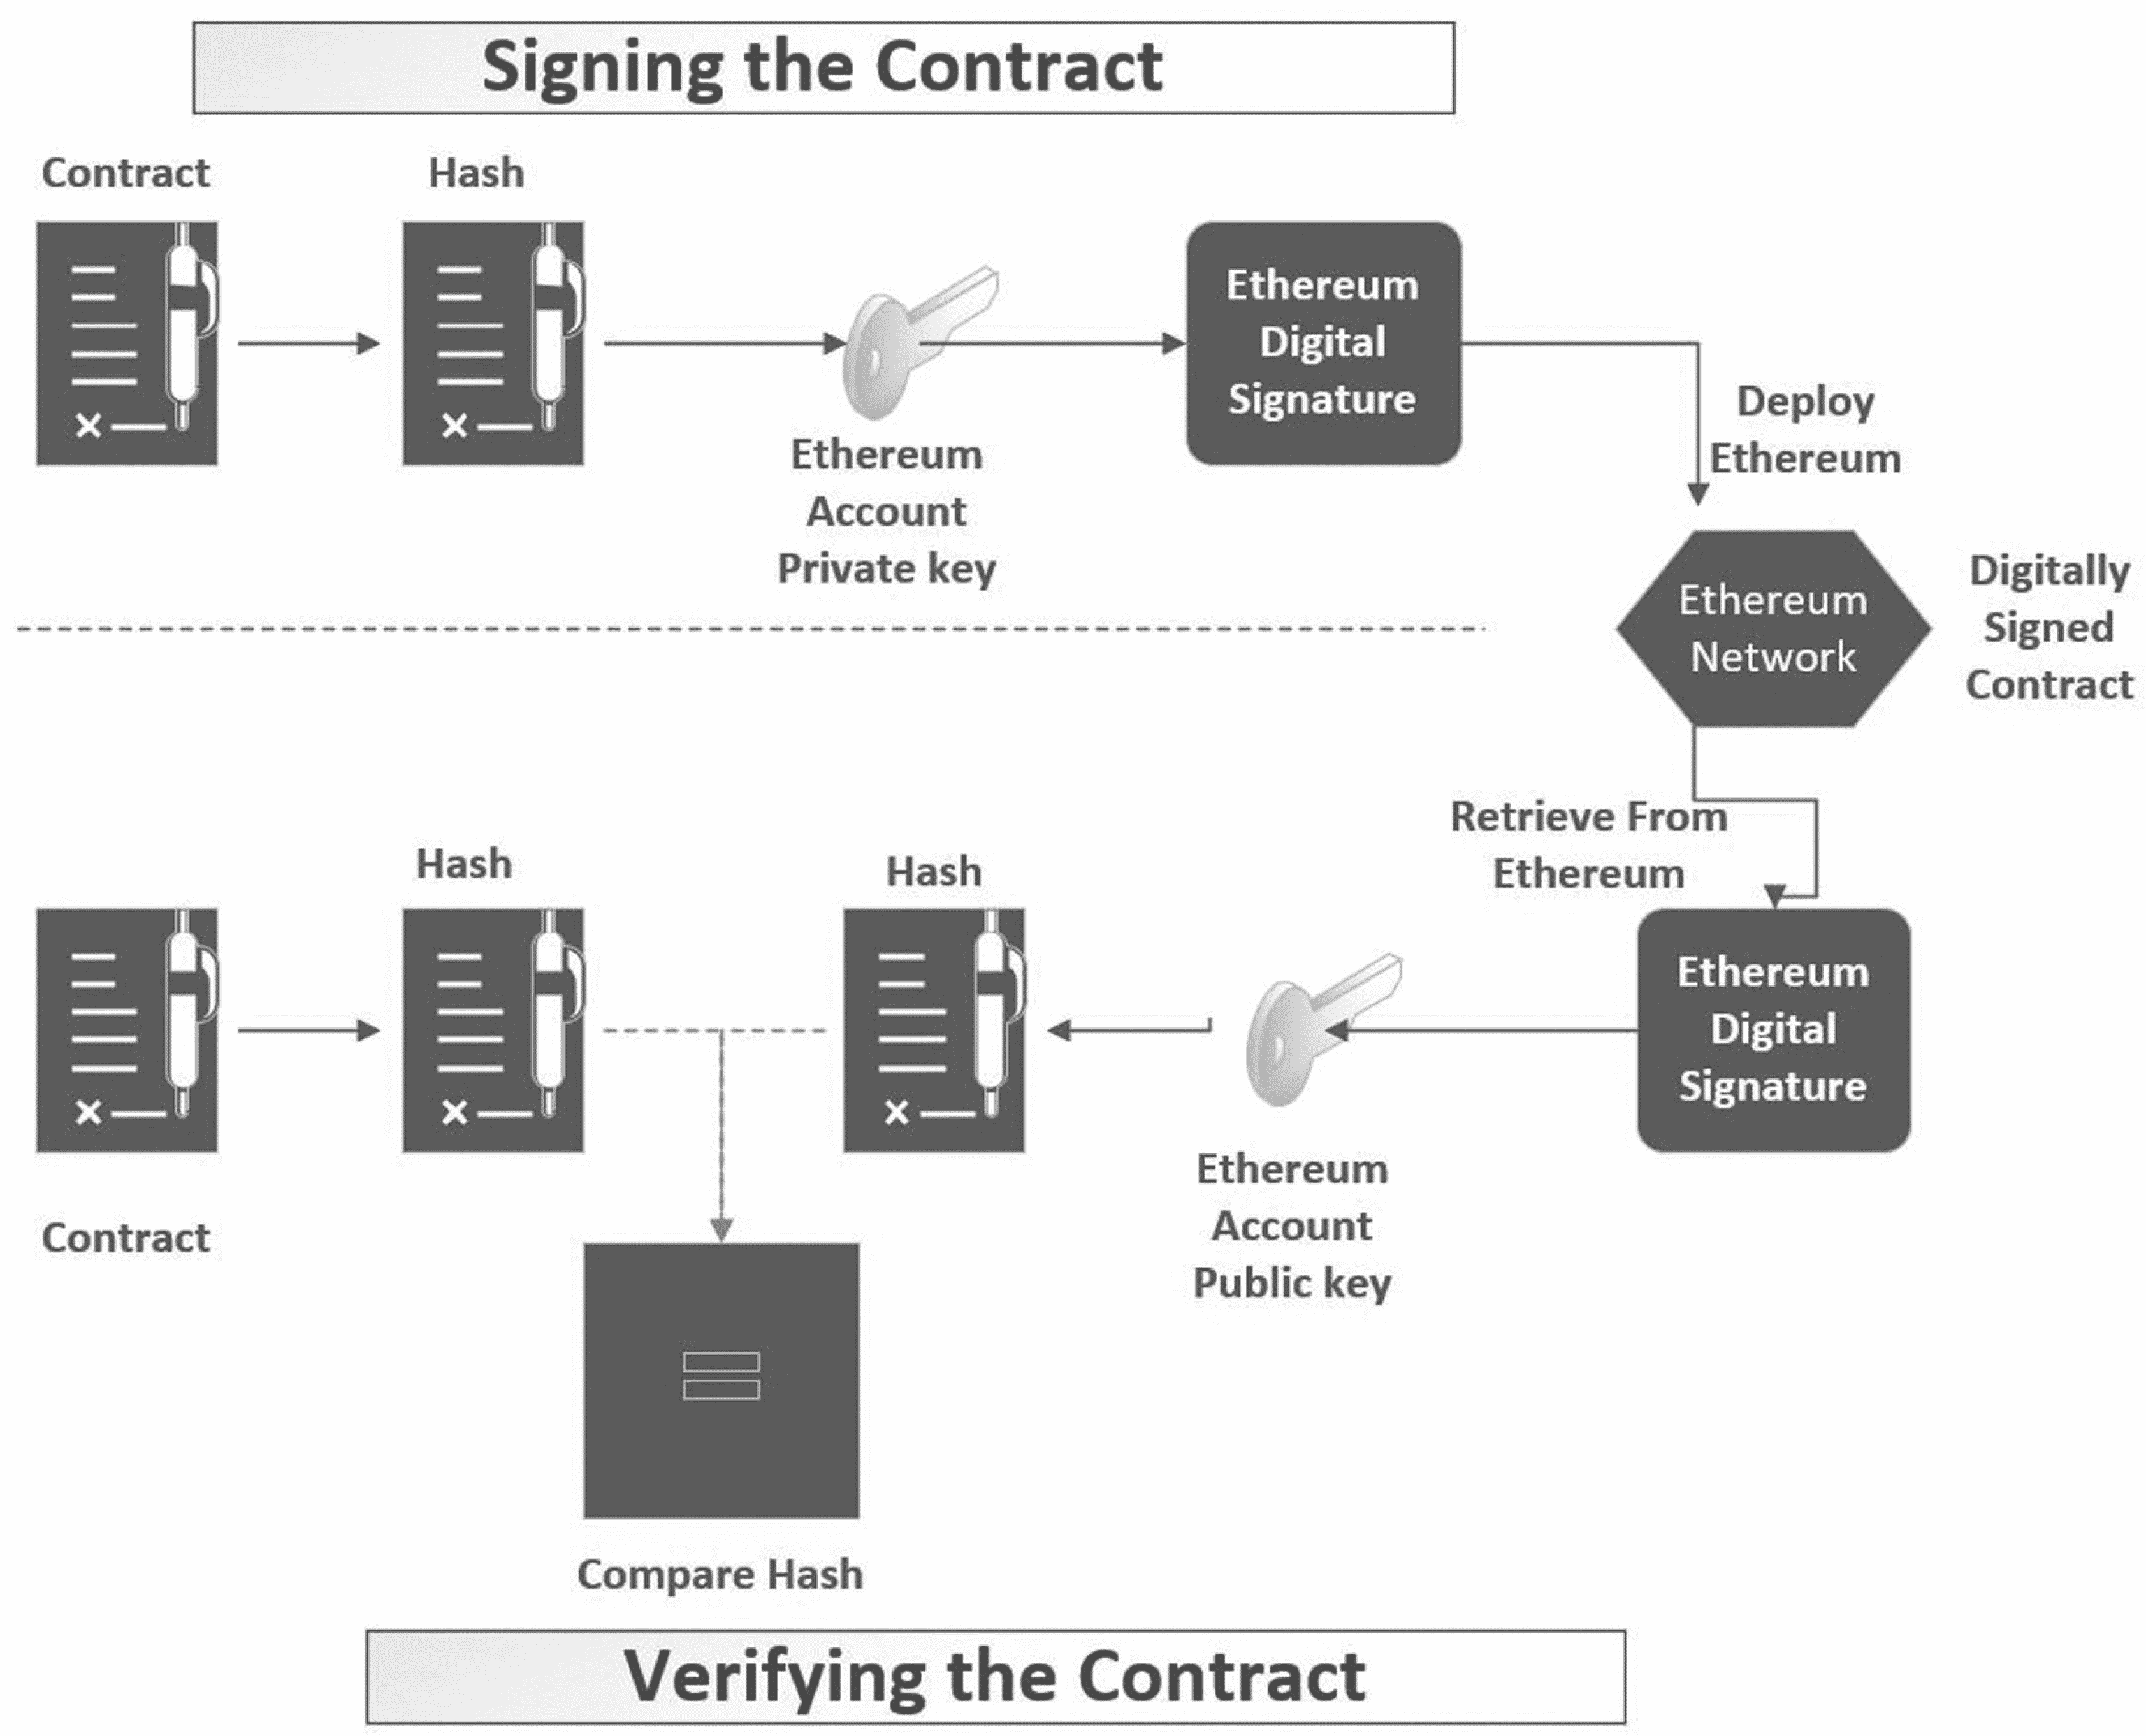 Signing the Contract
Contract
Hash
Ethereum
Account
Private key
Ethereum
Digital
Signature
Deploy
Ethereum
Ethereum
Network
Digitally
Signed
Contract
Retrieve From
Ethereum
Ethereum
Digital
Signature
Ethereum
Account
Public key
Hash
Hash
Contract
Compare Hash
Verifying the Contract